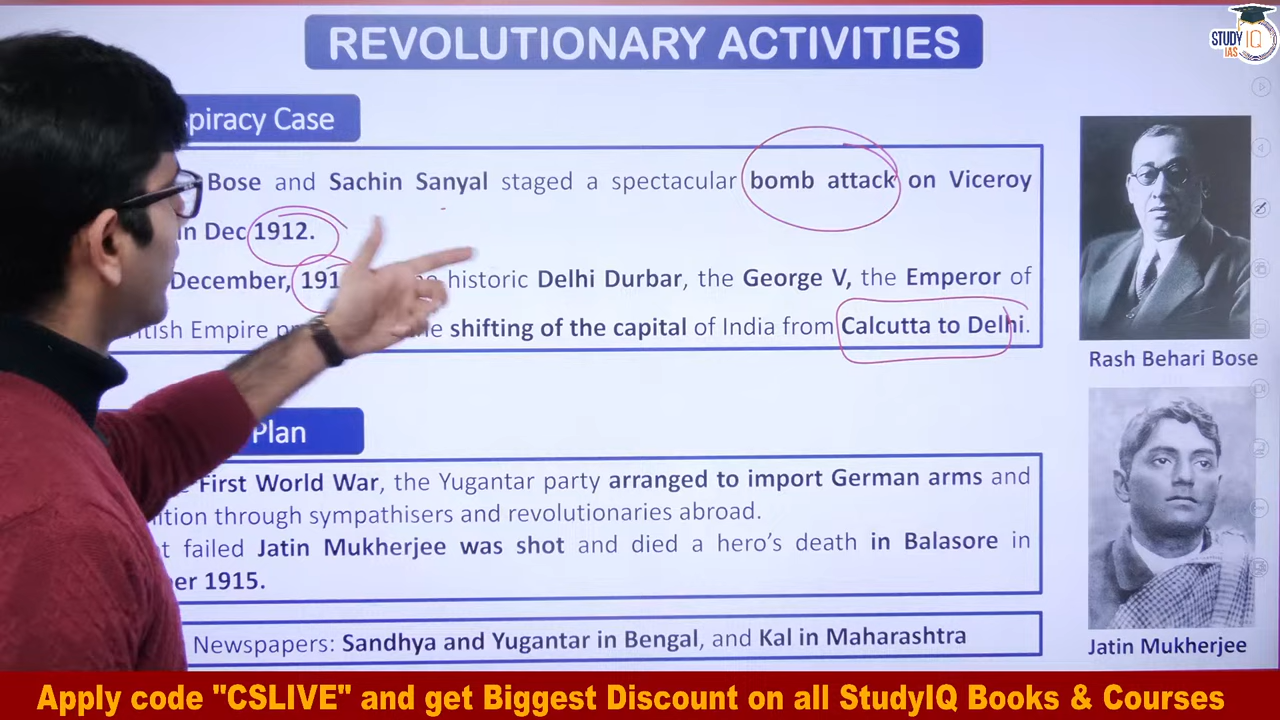 REVOLUTIONARY ACTIVITIES
STUDY IQ
IAS
piracy Case
Bose and Sachin Sanyal staged a spectacular bomb attack on Viceroy
in Dec 1912.
December, 191 historic Delhi Durbar, the George V, the Emperor of
tish Empire the shifting of the capital of India from Calcutta to Delhi.
Rash Behari Bose
Plan
First World War, the Yugantar party arranged to import German arms and
ition through sympathisers and revolutionaries abroad.
t failed Jatin Mukherjee was shot and died a hero's death in Balasore in
er 1915.
Newspapers: Sandhya and Yugantar in Bengal, and Kal in Maharashtra
Jatin Mukherjee
Apply code "CSLIVE" and get Biggest Discount on all StudyIQ Books & Courses